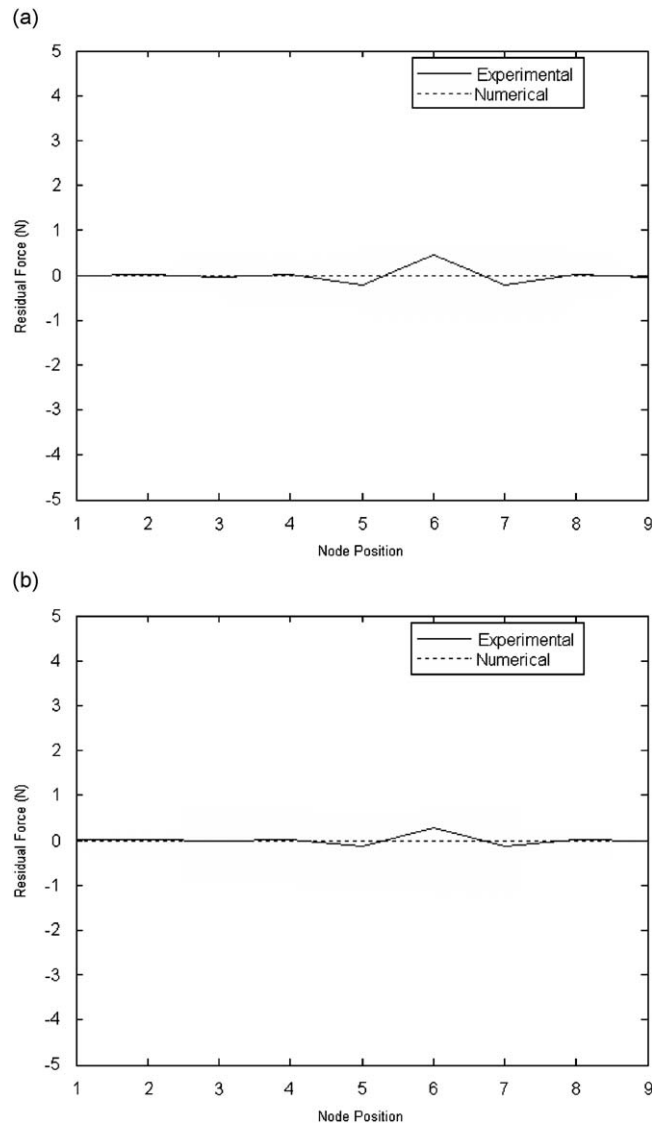 (a)
5
4
3
2
1
0
-1
-2
-3
-4
-5
Residual Force (N)
Experimental
Numerical
1 2 3 4 5 6 7 8 9
Node Position
(b)
5
4
3
2
1
0
-1
-2
-3
-4
-5
Residual Force (N)
Experimental
Numerical
1 2 3 4 5 6 7 8 9
Node Position